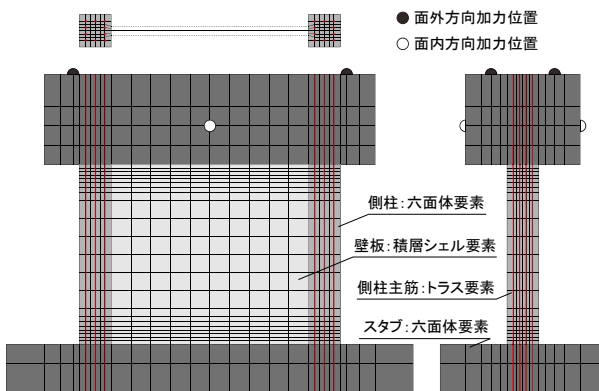 ● 面外方向加力位置
○ 面内方向加力位置
側柱：六面体要素
壁板：積層シェル要素
側柱主筋：トラス要素
スタブ：六面体要素